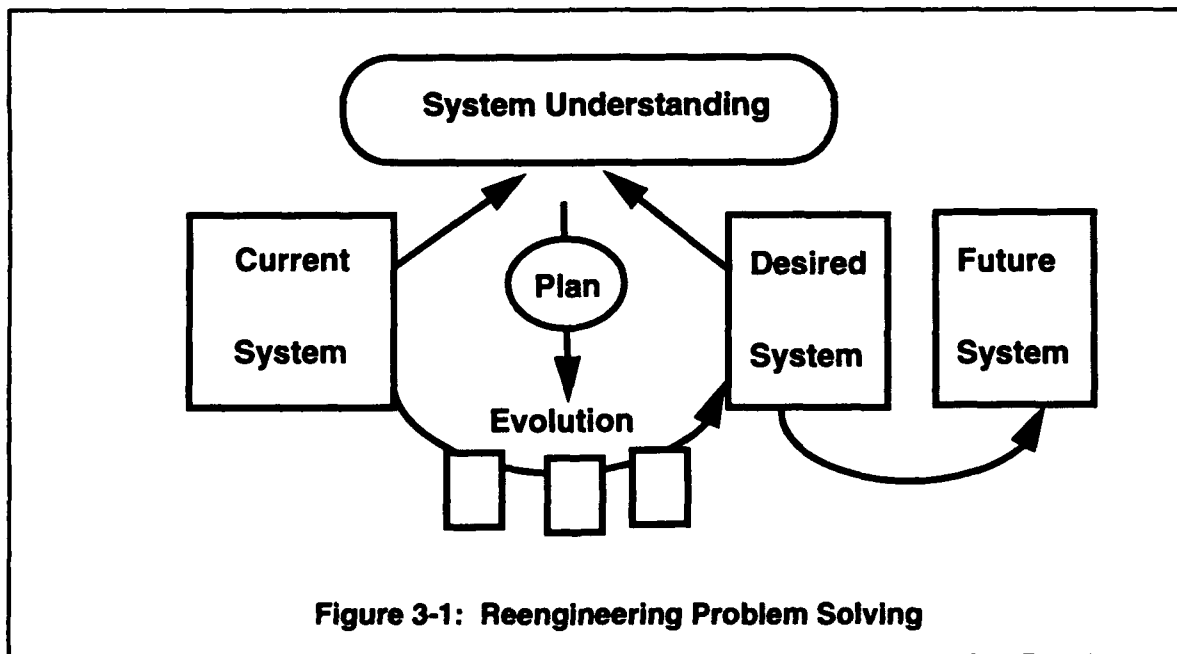 System Understanding
Current
System
Plan
Evolution
Desired
System
Future
System
Figure 3-1: Reengineering Problem Solving